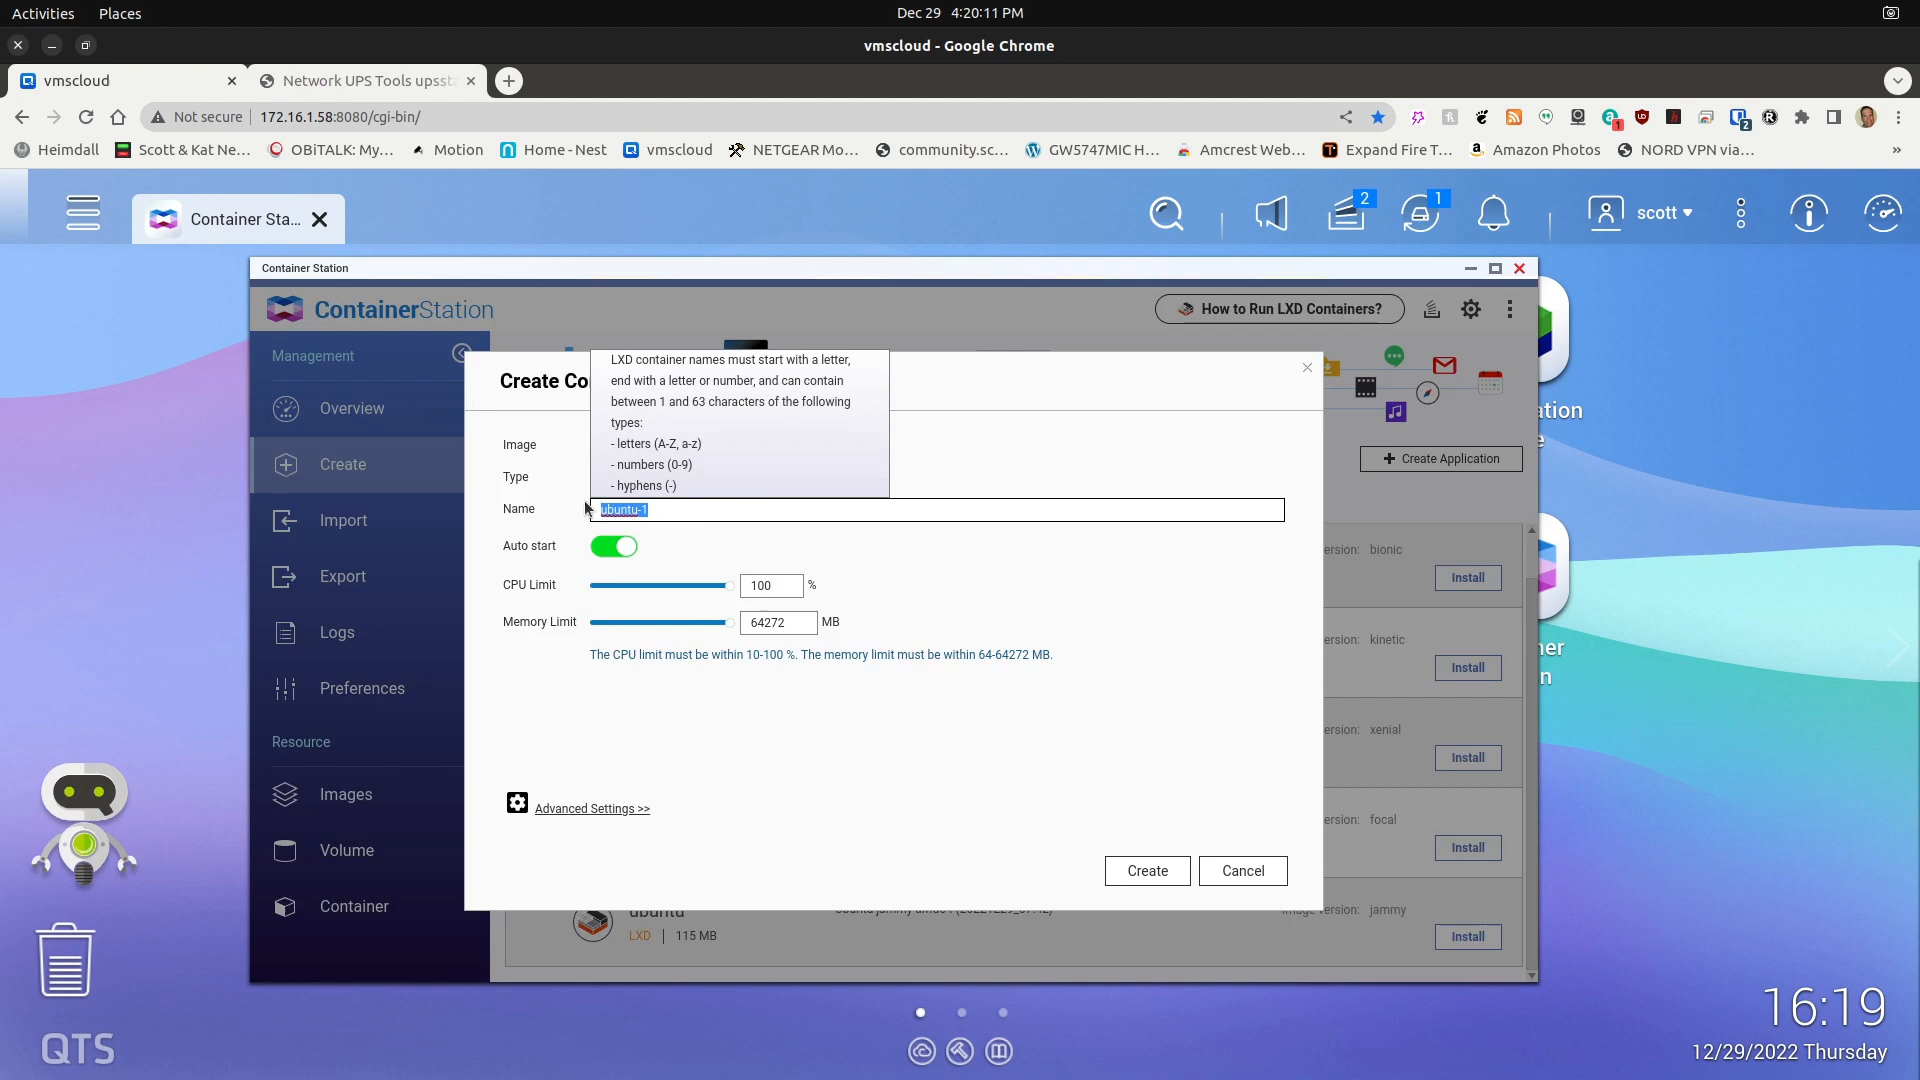 Activities Places Dec 29 4:20:11 PM
vmscloud - Google Chrome
vmscloud Network UPS Tools upssta
Not secure 172.16.1.58:8080/cgi-bin/
1 2
Heimdall Scott & Kat Ne... OBiTALK: My... Motion Home - Nest vmscloud NETGEAR Mo... community.sc... GW5747MIC H... Amcrest Web... Expand Fire T... Amazon Photos NORD VPN via... »
Container Sta... 2 1 scott
Container Station
ContainerStation How to Run LXD Containers?
Management
Overview
Create
Import
Export
Logs
Preferences
Resource
Images
Volume
Container
Create Co
LXD container names must start with a letter,
end with a letter or number, and can contain
between 1 and 63 characters of the following
types:
- letters (A-Z, a-z)
- numbers (0-9)
- hyphens (-)
Image
Type
Name ubuntu-1
Auto start
CPU Limit 100 %
Memory Limit 64272 MB
The CPU limit must be within 10-100 %. The memory limit must be within 64-64272 MB.
Advanced Settings >>
Create Cancel
+ Create Application
ersion: bionic
Install
ersion: kinetic
Install
ersion: xenial
Install
ersion: focal
Install
ubuntu
LXD | 115 MB
version: jammy
Install
ation
e
ner
n
QTS
16:19
12/29/2022 Thursday